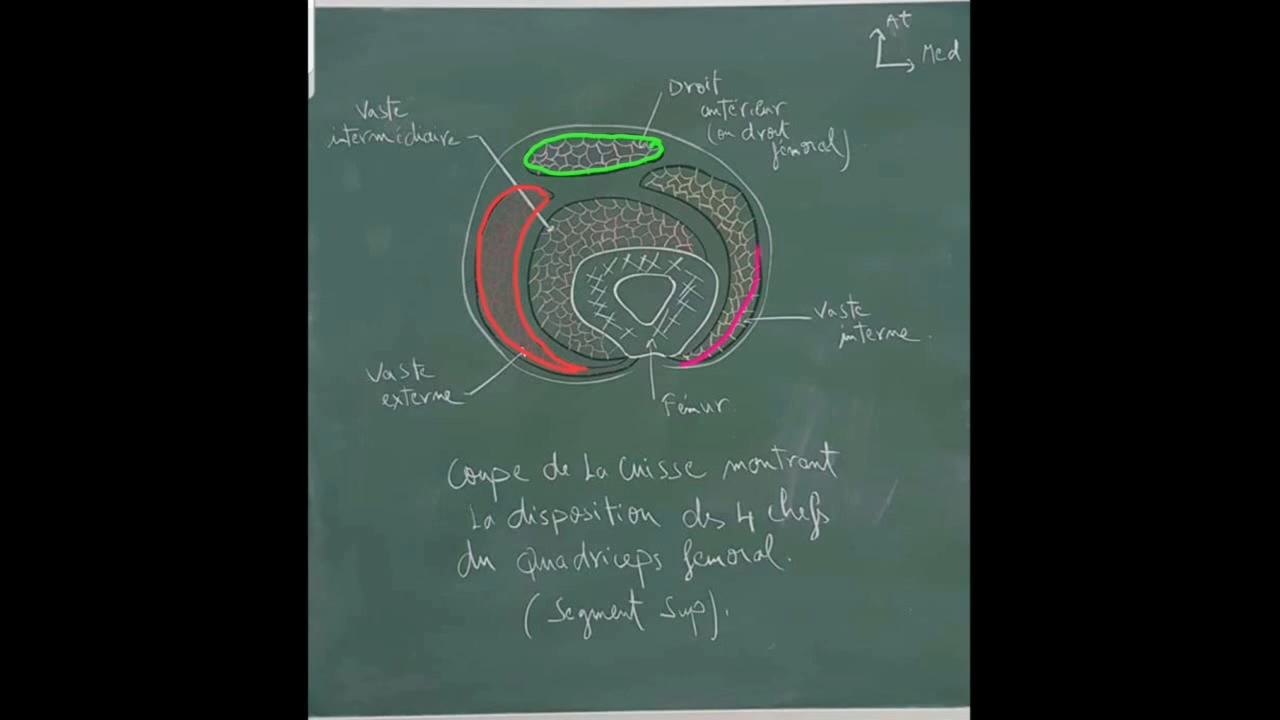 At
Med
Droit
antérieur
(ou droit
fémoral)
Vaste
intermédiaire
Vaste
interne.
Vaste
externe
Fémur.
Coupe de La Cuisse montrant
La disposition des 4 chefs
du Quadriceps femoral.
(Segment Sup).